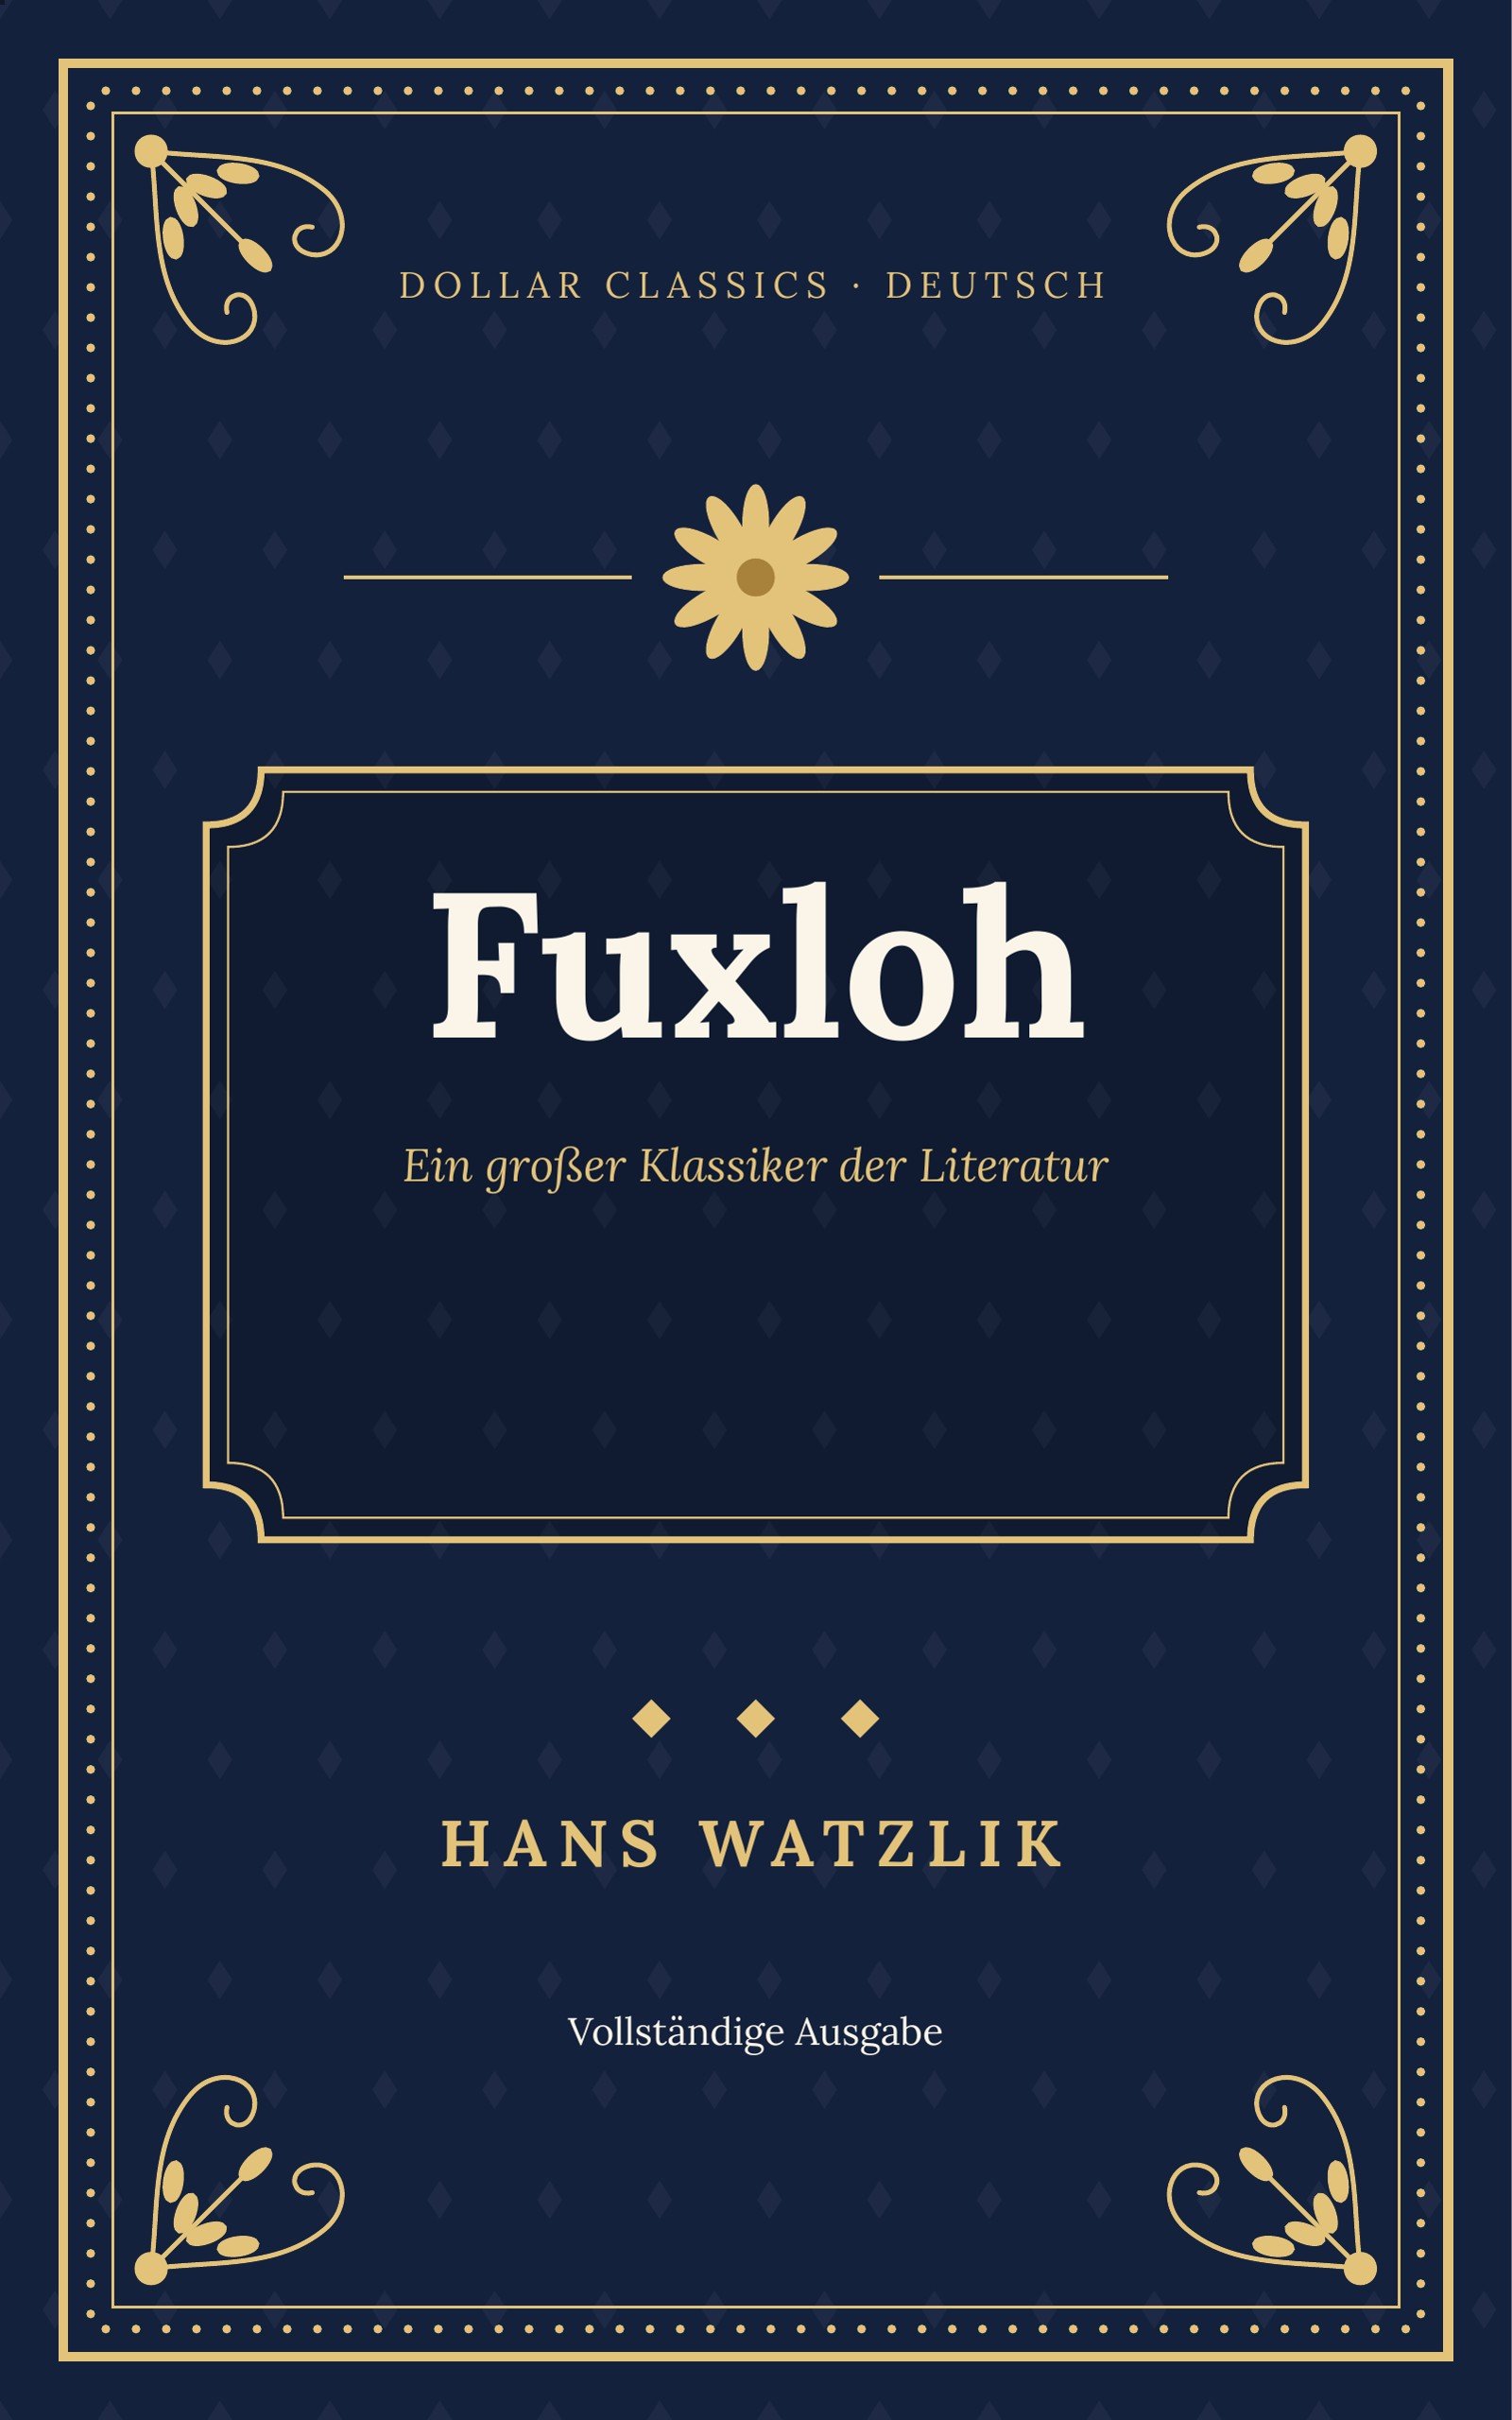 DOLLAR CLASSICS · DEUTSCH
Fuxloh
Ein großer Klassiker der Literatur
HANS WATZLIK
Vollständige Ausgabe